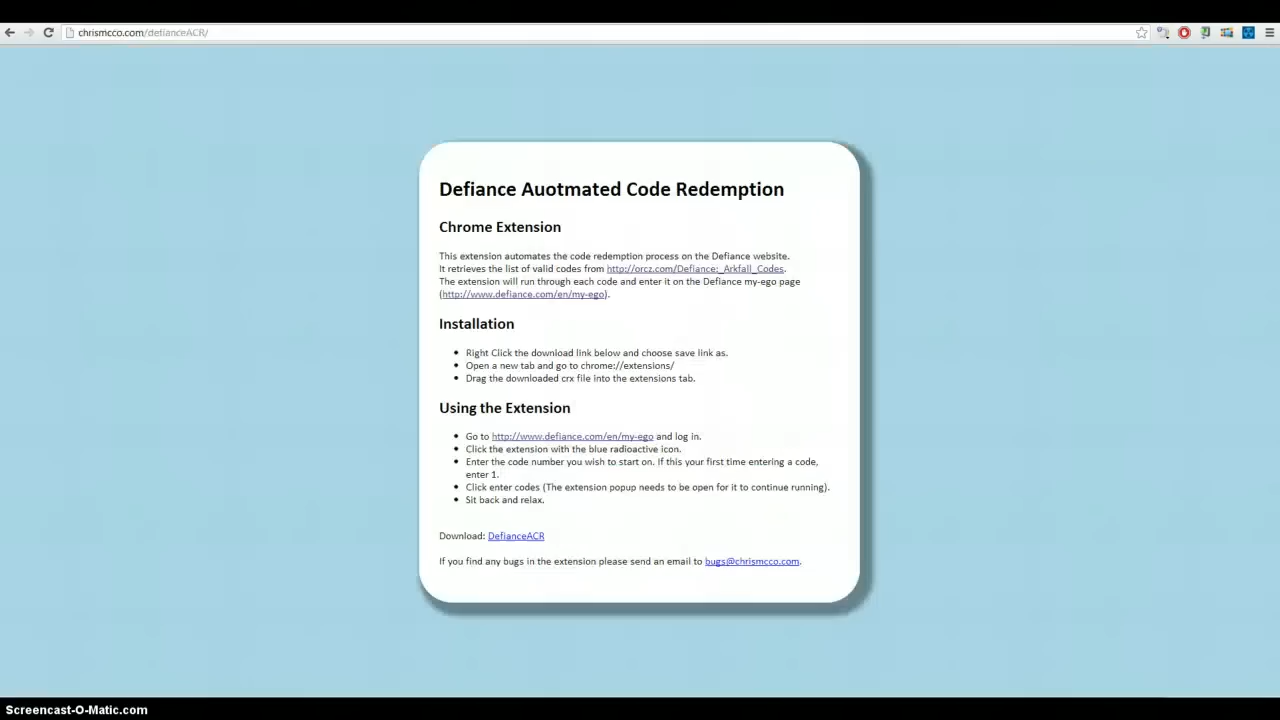 chrismcco.com/defianceACR/
Defiance Auotmated Code Redemption
Chrome Extension
This extension automates the code redemption process on the Defiance website.
It retrieves the list of valid codes from http://orcz.com/Defiance:_Arkfall_Codes.
The extension will run through each code and enter it on the Defiance my-ego page
(http://www.defiance.com/en/my-ego).
Installation
• Right Click the download link below and choose save link as.
• Open a new tab and go to chrome://extensions/
• Drag the downloaded crx file into the extensions tab.
Using the Extension
• Go to http://www.defiance.com/en/my-ego and log in.
• Click the extension with the blue radioactive icon.
• Enter the code number you wish to start on. If this your first time entering a code,
enter 1.
• Click enter codes (The extension popup needs to be open for it to continue running).
• Sit back and relax.
Download: DefianceACR
If you find any bugs in the extension please send an email to bugs@chrismcco.com.
Screencast-O-Matic.com